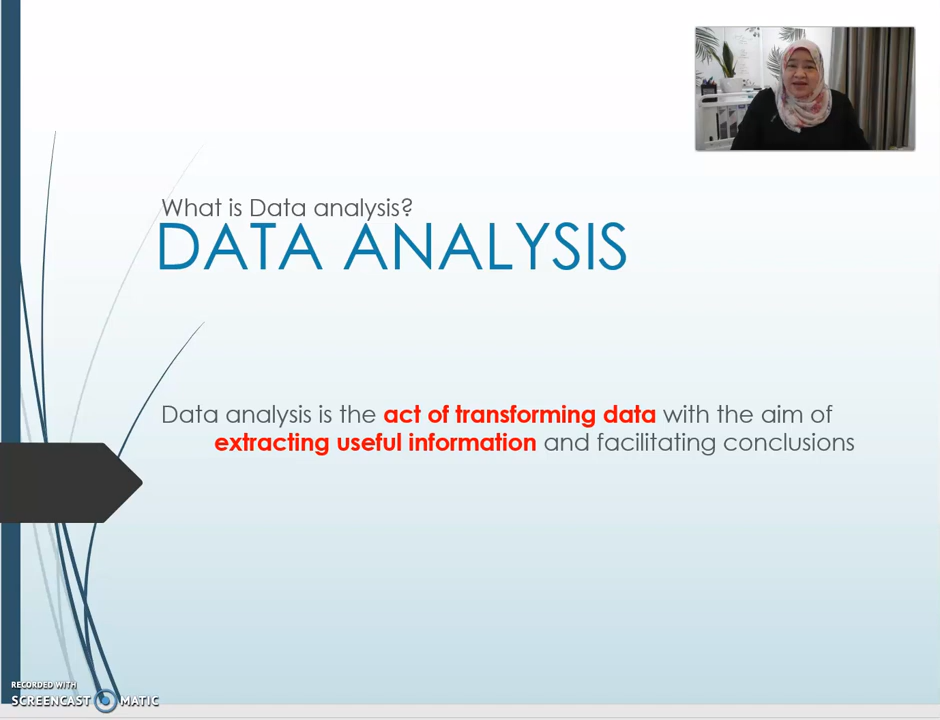 What is Data analysis?
DATA ANALYSIS
Data analysis is the act of transforming data with the aim of
extracting useful information and facilitating conclusions
RECORDED WITH
SCREENCAST MATIC